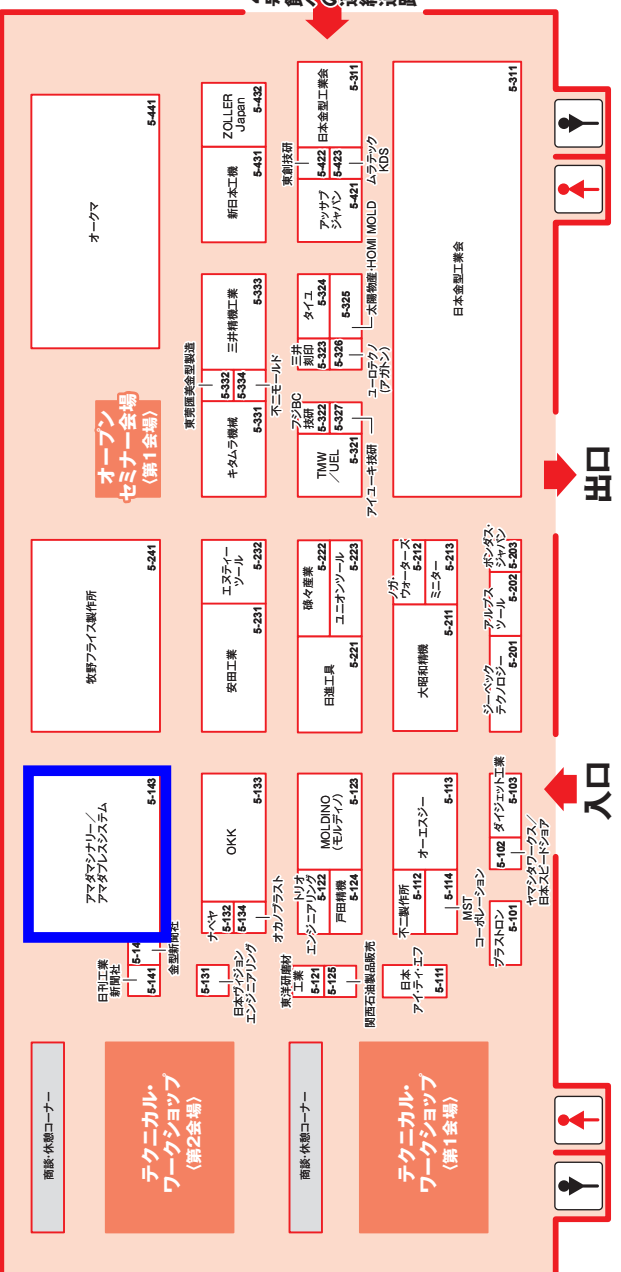 オークマ
5-441
ZOLLER
Japan
5-432
新日本工機
5-431
日本金型工業会
5-311
東創技研
5-422
5-423
ムラテック
KDS
アッサブ
ジャパン
5-421
日本金型工業会
5-311
オープン
セミナー会場
〈第1会場〉
三井精機工業
5-333
東莞匯美金型製造
5-332
5-334
不二モールド
キタムラ機械
5-331
タイユ
5-324
5-325
太陽物産・HOMI MOLD
三井
刻印
5-323
5-326
ユーロテクノ
(アガトン)
フジBC
技研
5-322
5-327
アイユーキ技研
TMW
／UEL
5-321
出口
牧野フライス製作所
5-241
エヌティー
ツール
5-232
安田工業
5-231
碌々産業
5-222
ユニオンツール
5-223
日進工具
5-221
ノガ・
ウォーターズ
5-212
ミニター
5-213
大昭和精機
5-211
ボンダス・
ジャパン
5-203
アルプス
ツール
5-202
ジーベック
テクノロジー
5-201
入口
アマダマシナリー／
アマダプレスシステム
5-143
金型新聞社
日刊工業
新聞社
5-141
OKK
5-133
ナベヤ
5-132
5-134
オカノブラスト
日本ヴィジョン
エンジニアリング
5-131
MOLDINO
(モルディノ)
5-123
トリオ
エンジニアリング
5-122
戸田精機
5-124
東洋研磨材
工業
5-121
5-125
関西石油製品販売
オーエスジー
5-113
不二製作所
5-112
5-114
MST
コーポレーション
日本
アイ・ティ・エフ
5-111
ダイジェット工業
5-103
5-102
ヤマシタワークス／
日本スピードショア
プラストロン
5-101
商談・休憩コーナー
テクニカル・
ワークショップ
〈第2会場〉
商談・休憩コーナー
テクニカル・
ワークショップ
〈第1会場〉